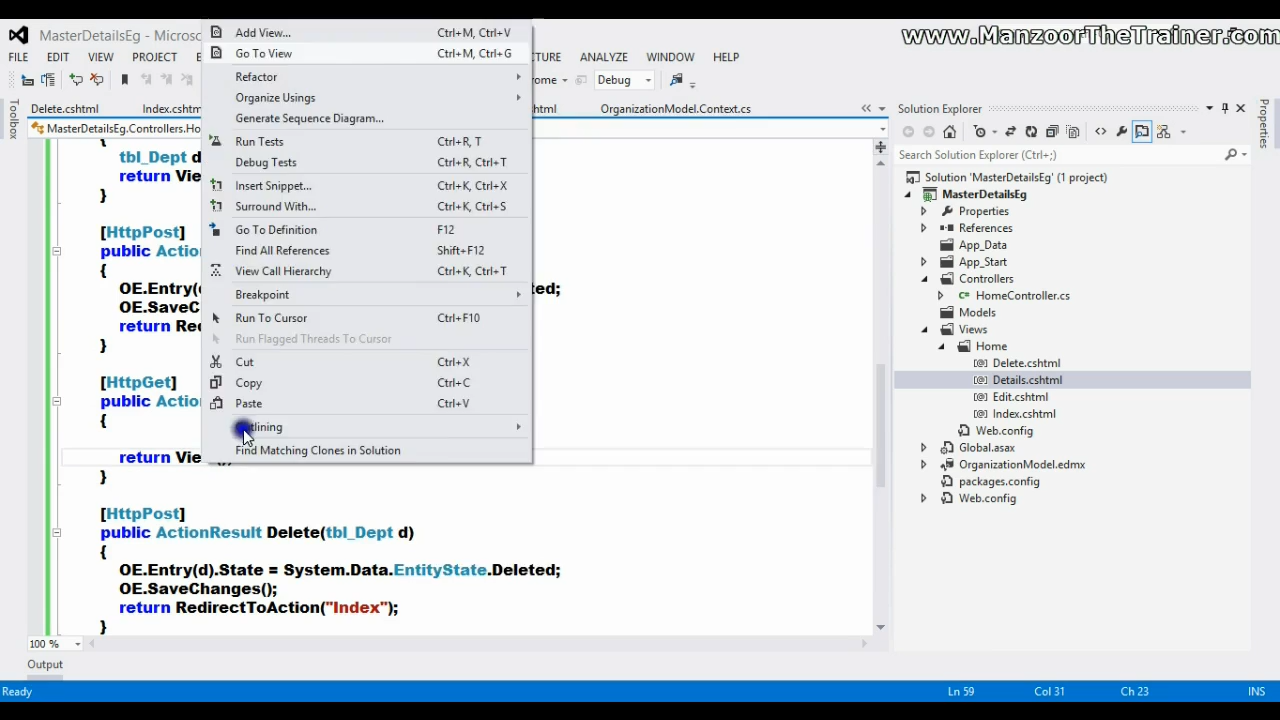 www.ManzoorTheTrainer.com
MasterDetailsEg - Microso
FILE EDIT VIEW PROJECT
TURE ANALYZE WINDOW HELP
ome Debug
Delete.cshtml Index.cshtm
html OrganizationModel.Context.cs
Toolbox
MasterDetailsEg.Controllers.Ho
{
tbl_Dept d
return Vie
}
[HttpPost]
public Actio
{
OE.Entry(d
ted;
OE.SaveC
return Red
}
[HttpGet]
public Actio
{
return Vie
}
[HttpPost]
public ActionResult Delete(tbl_Dept d)
{
OE.Entry(d).State = System.Data.EntityState.Deleted;
OE.SaveChanges();
return RedirectToAction("Index");
}
100 %
Output
Ready
Ln 59 Col 31 Ch 23 INS
Add View... Ctrl+M, Ctrl+V
Go To View Ctrl+M, Ctrl+G
Refactor
Organize Usings
Generate Sequence Diagram...
Run Tests Ctrl+R, T
Debug Tests Ctrl+R, Ctrl+T
Insert Snippet... Ctrl+K, Ctrl+X
Surround With... Ctrl+K, Ctrl+S
Go To Definition F12
Find All References Shift+F12
View Call Hierarchy Ctrl+K, Ctrl+T
Breakpoint
Run To Cursor Ctrl+F10
Run Flagged Threads To Cursor
Cut Ctrl+X
Copy Ctrl+C
Paste Ctrl+V
tlining
Find Matching Clones in Solution
Solution Explorer
Search Solution Explorer (Ctrl+;)
Solution 'MasterDetailsEg' (1 project)
MasterDetailsEg
Properties
References
App_Data
App_Start
Controllers
HomeController.cs
Models
Views
Home
Delete.cshtml
Details.cshtml
Edit.cshtml
Index.cshtml
Web.config
Global.asax
OrganizationModel.edmx
packages.config
Web.config
Properties